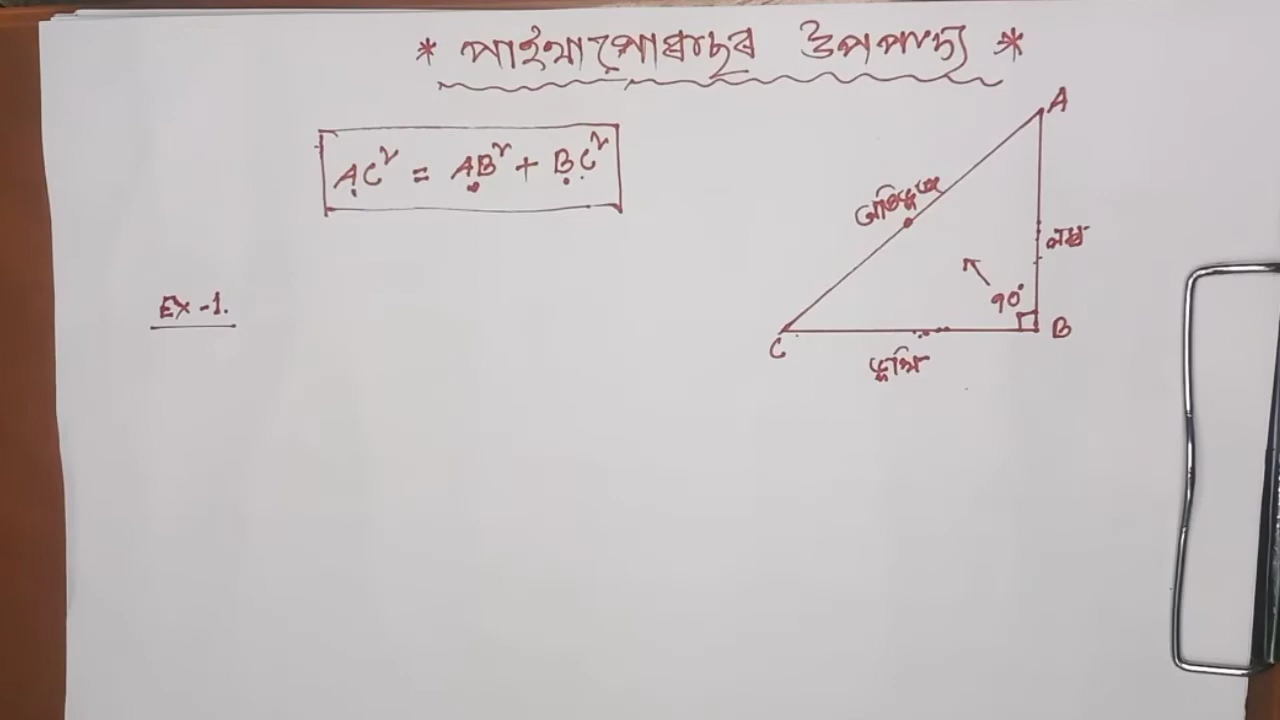 * পাইথাগোৰাছৰ উপপাদ্য *
AC² = AB² + BC²
A
অতিভুজ
লম্ব
90°
B
C
ভূমি
Ex-1.